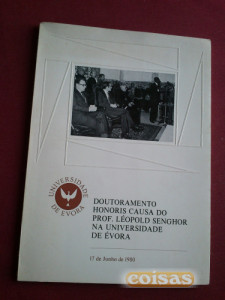 UNIVERSIDADE
DE ÉVORA
DOUTORAMENTO
HONORIS CAUSA DO
PROF. LÉOPOLD SENGHOR
NA UNIVERSIDADE
DE ÉVORA
17 de Junho de 1980
coisas